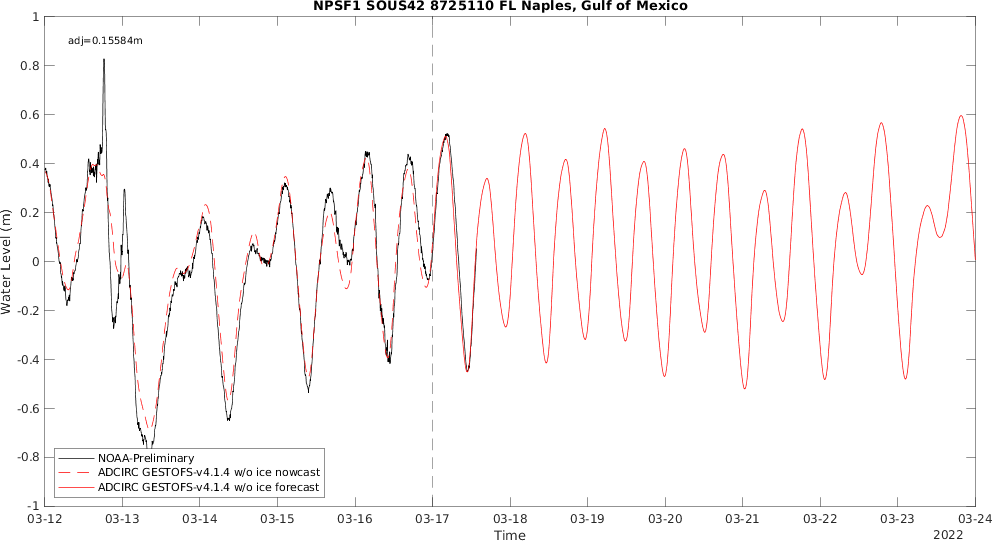 NPSF1 SOUS42 8725110 FL Naples, Gulf of Mexico
adj=0.15584m
1
0.8
0.6
0.4
0.2
0
-0.2
-0.4
-0.6
-0.8
-1
Water Level (m)
NOAA-Preliminary
ADCIRC GESTOFS-v4.1.4 w/o ice nowcast
ADCIRC GESTOFS-v4.1.4 w/o ice forecast
03-12 03-13 03-14 03-15 03-16 03-17 03-18 03-19 03-20 03-21 03-22 03-23 03-24
Time
2022